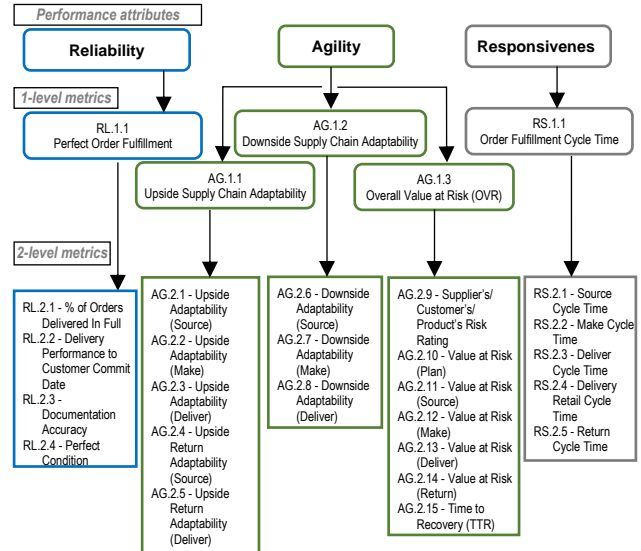 Performance attributes
Reliability
Agility
Responsivenes
1-level metrics
RL.1.1
Perfect Order Fulfillment
AG.1.2
Downside Supply Chain Adaptability
RS.1.1
Order Fulfillment Cycle Time
AG.1.1
Upside Supply Chain Adaptability
AG.1.3
Overall Value at Risk (OVR)
2-level metrics
RL.2.1 - % of Orders
Delivered In Full
RL.2.2 - Delivery
Performance to
Customer Commit
Date
RL.2.3 -
Documentation
Accuracy
RL.2.4 - Perfect
Condition
AG.2.1 - Upside
Adaptability
(Source)
AG.2.2 - Upside
Adaptability
(Make)
AG.2.3 - Upside
Adaptability
(Deliver)
AG.2.4 - Upside
Return
Adaptability
(Source)
AG.2.5 - Upside
Return
Adaptability
(Deliver)
AG.2.6 - Downside
Adaptability
(Source)
AG.2.7 - Downside
Adaptability
(Make)
AG.2.8 - Downside
Adaptability
(Deliver)
AG.2.9 - Supplier's/
Customer's/
Product's Risk
Rating
AG.2.10 - Value at Risk
(Plan)
AG.2.11 - Value at Risk
(Source)
AG.2.12 - Value at Risk
(Make)
AG.2.13 - Value at Risk
(Deliver)
AG.2.14 - Value at Risk
(Return)
AG.2.15 - Time to
Recovery (TTR)
RS.2.1 - Source
Cycle Time
RS.2.2 - Make Cycle
Time
RS.2.3 - Deliver
Cycle Time
RS.2.4 - Delivery
Retail Cycle
Time
RS.2.5 - Return
Cycle Time